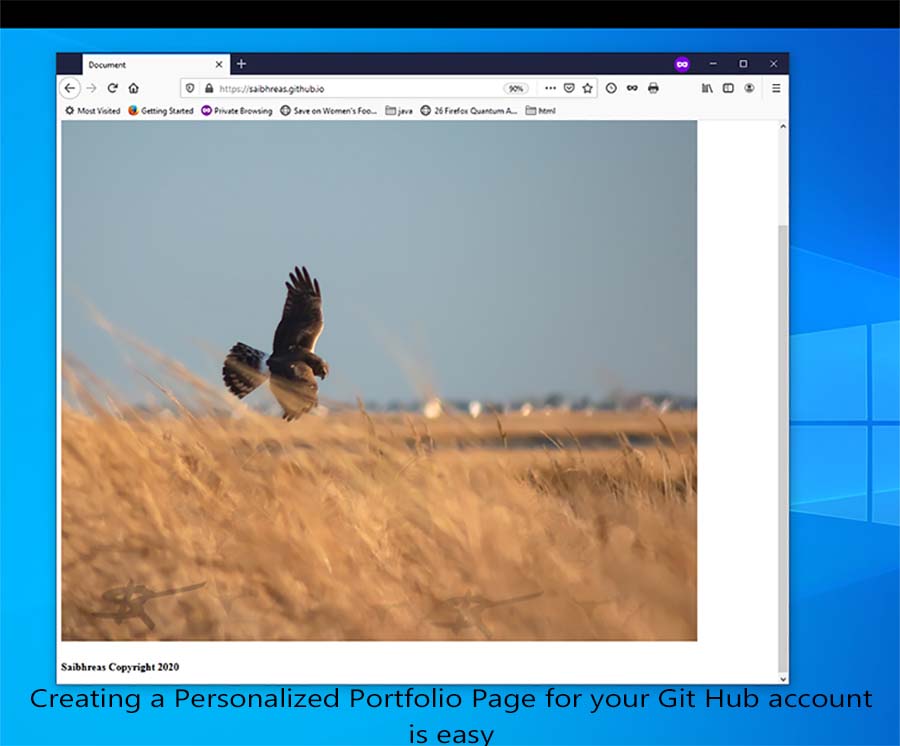 Document
https://saibhreas.github.io
90%
Most Visited Getting Started Private Browsing Save on Women's Foo... java 26 Firefox Quantum A... html
Saibhreas Copyright 2020
Creating a Personalized Portfolio Page for your Git Hub account
is easy